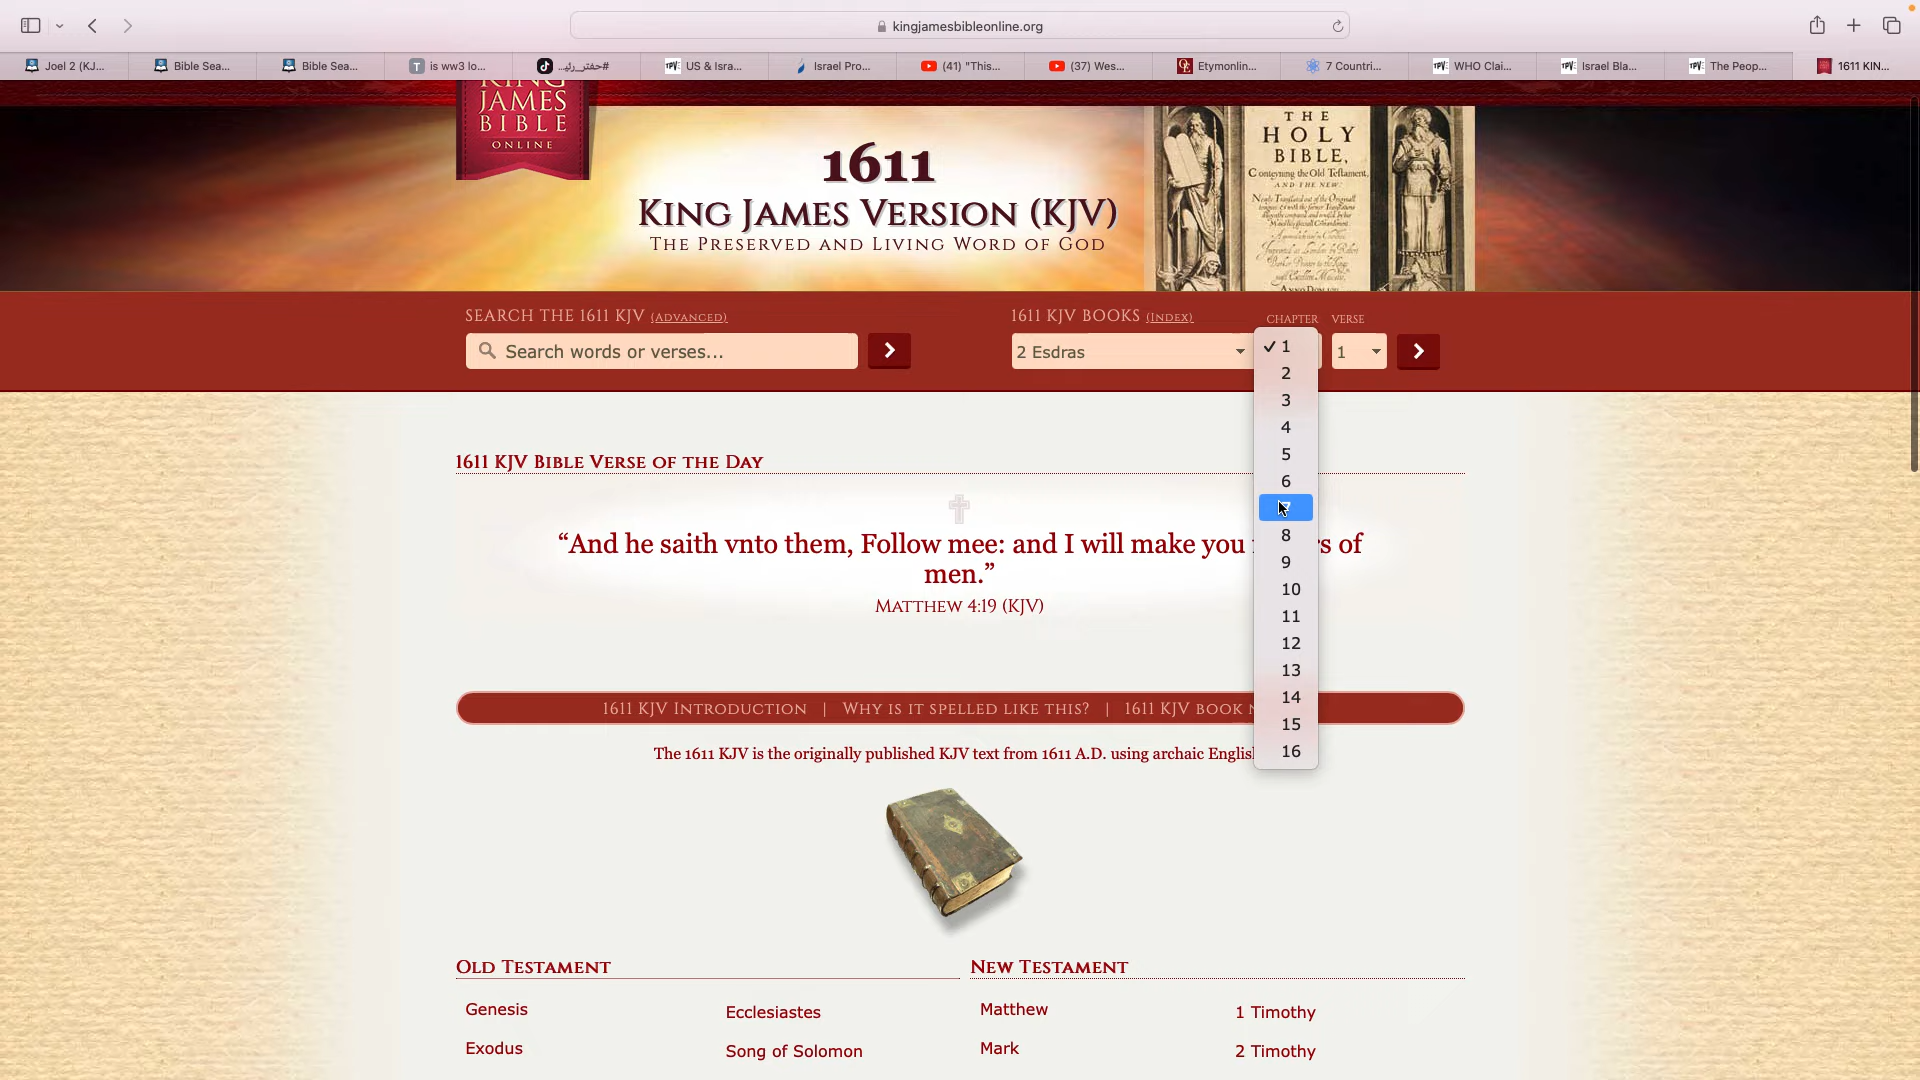 kingjamesbibleonline.org
Joel 2 (KJ...
Bible Sea...
Bible Sea...
is ww3 lo...
US & Isra...
Israel Pro...
(41) "This...
(37) Wes...
Etymonlin...
7 Countri...
WHO Clai...
Israel Bla...
The Peop...
1611 KIN...
KING
JAMES
BIBLE
ONLINE
1611
KING JAMES VERSION (KJV)
THE PRESERVED AND LIVING WORD OF GOD
THE
HOLY
BIBLE,
Conteyning the Old Testament,
AND THE NEW:
SEARCH THE 1611 KJV (ADVANCED)
Search words or verses...
1611 KJV BOOKS (INDEX)
CHAPTER VERSE
2 Esdras
1
1
2
3
4
5
6
8
9
10
11
12
13
14
15
16
1611 KJV BIBLE VERSE OF THE DAY
“And he saith vnto them, Follow mee: and I will make you of
men.”
MATTHEW 4:19 (KJV)
1611 KJV INTRODUCTION | WHY IS IT SPELLED LIKE THIS? | 1611 KJV BOOK
The 1611 KJV is the originally published KJV text from 1611 A.D. using archaic
OLD TESTAMENT
NEW TESTAMENT
Genesis
Ecclesiastes
Matthew
1 Timothy
Exodus
Song of Solomon
Mark
2 Timothy